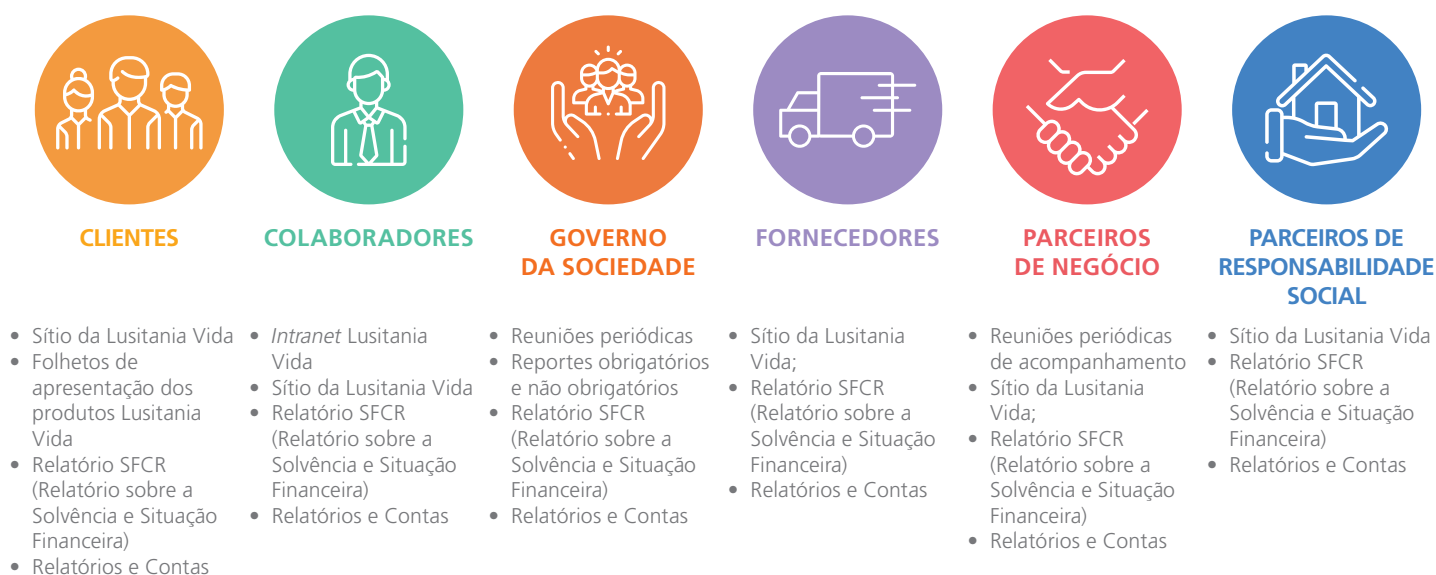 CLIENTES
• Sítio da Lusitania Vida
• Folhetos de
apresentação dos
produtos Lusitania
Vida
• Relatório SFCR
(Relatório sobre a
Solvência e Situação
Financeira)
• Relatórios e Contas
COLABORADORES
• Intranet Lusitania
Vida
• Sítio da Lusitania Vida
• Relatório SFCR
(Relatório sobre a
Solvência e Situação
Financeira)
• Relatórios e Contas
GOVERNO
DA SOCIEDADE
• Reuniões periódicas
• Reportes obrigatórios
e não obrigatórios
• Relatório SFCR
(Relatório sobre a
Solvência e Situação
Financeira)
• Relatórios e Contas
FORNECEDORES
• Sítio da Lusitania
Vida;
• Relatório SFCR
(Relatório sobre a
Solvência e Situação
Financeira)
• Relatórios e Contas
PARCEIROS
DE NEGÓCIO
• Reuniões periódicas
de acompanhamento
• Sítio da Lusitania
Vida;
• Relatório SFCR
(Relatório sobre a
Solvência e Situação
Financeira)
• Relatórios e Contas
PARCEIROS DE
RESPONSABILIDADE
SOCIAL
• Sítio da Lusitania Vida
• Relatório SFCR
(Relatório sobre a
Solvência e Situação
Financeira)
• Relatórios e Contas